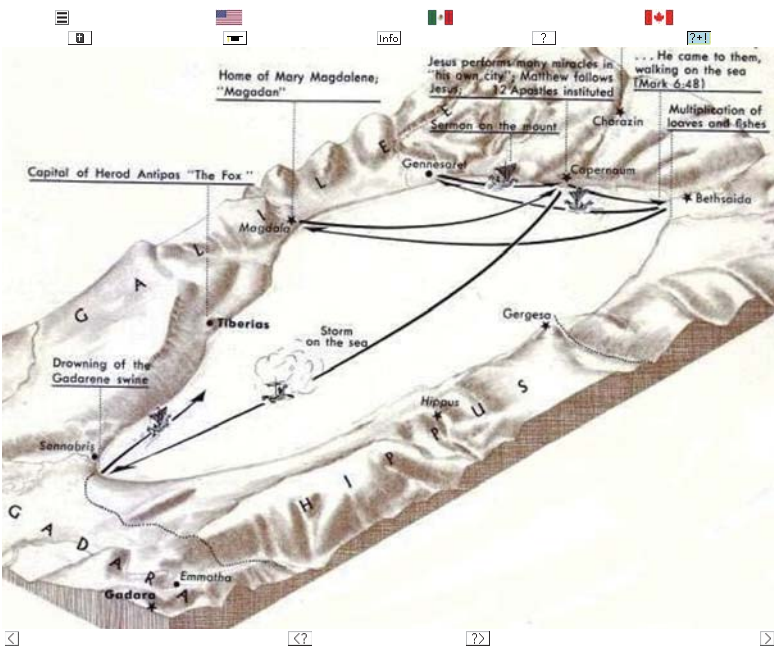 Info
?
?+!
Home of Mary Magdalene;
"Magadan"
Jesus performs many miracles in
"his own city"; Matthew follows
Jesus; 12 Apostles instituted
. . . He came to them,
walking on the sea
(Mark 6:48)
Multiplication of
loaves and fishes
Sermon on the mount
Chorazin
Capital of Herod Antipas "The Fox"
Gennesaret
Capernaum
Bethsaida
Magdala
G A L I L E E
Tiberias
Storm
on the sea
Gergesa
Drowning of the
Gadarene swine
Hippus
H I P P U S
Sennabris
G A D A R A
Emmatha
Gadara
<
<?
?>
>